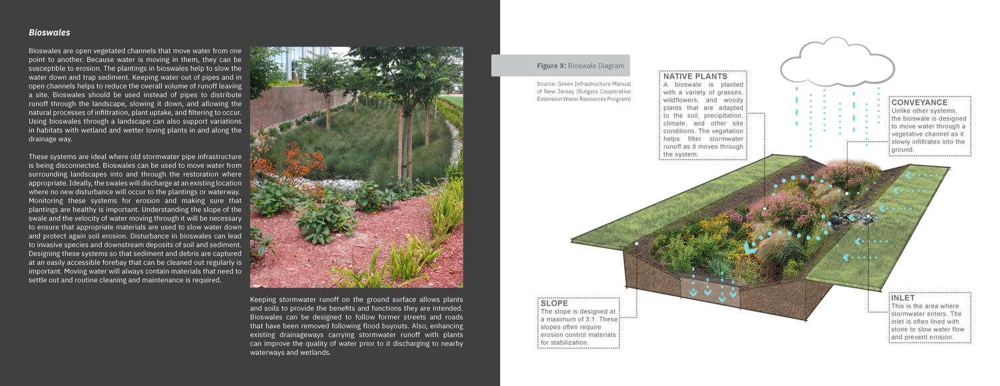 Bioswales
Bioswales are open vegetated channels that move water from one
point to another. Because water is moving in them, they can be
susceptible to erosion. The plantings in bioswales help to slow the
water down and trap sediment. Keeping water out of pipes and in
open channels helps to reduce the overall volume of runoff leaving
a site. Bioswales should be used instead of pipes to distribute
runoff through the landscape, slowing it down, and allowing the
natural processes of infiltration, plant uptake, and filtering to occur.
Using bioswales through a landscape can also support variations
in habitats with wetland and wetter loving plants in and along the
drainage way.
These systems are ideal where old stormwater pipe infrastructure
is being disconnected. Bioswales can be used to move water from
surrounding landscapes into and through the restoration where
appropriate. Ideally, the swales will discharge at an existing location
where no new disturbance will occur to the plantings or waterway.
Monitoring these systems for erosion and making sure that
plantings are healthy is important. Understanding the slope of the
swale and the velocity of water moving through it will be necessary
to ensure that appropriate materials are used to slow water down
and protect again soil erosion. Disturbance in bioswales can lead
to invasive species and downstream deposits of soil and sediment.
Designing these systems so that sediment and debris are captured
at an easily accessible forebay that can be cleaned out regularly is
important. Moving water will always contain materials that need to
settle out and routine cleaning and maintenance is required.
Keeping stormwater runoff on the ground surface allows plants
and soils to provide the benefits and functions they are intended.
Bioswales can be designed to follow former streets and roads
that have been removed following flood buyouts. Also, enhancing
existing drainageways carrying stormwater runoff with plants
can improve the quality of water prior to it discharging to nearby
waterways and wetlands.
Figure X: Bioswale Diagram
Source: Green Infrastructure Manual
of New Jersey (Rutgers Cooperative
Extension Water Resources Program)
NATIVE PLANTS
A bioswale is planted
with a variety of grasses,
wildflowers, and woody
plants that are adapted
to the soil, precipitation,
climate, and other site
conditions. The vegetation
helps filter stormwater
runoff as it moves through
the system.
CONVEYANCE
Unlike other systems,
the bioswale is designed
to move water through a
vegetative channel as it
slowly infiltrates into the
ground.
SLOPE
The slope is designed at
a maximum of 3:1. These
slopes often require
erosion control materials
for stabilization.
INLET
This is the area where
stormwater enters. The
inlet is often lined with
stone to slow water flow
and prevent erosion.